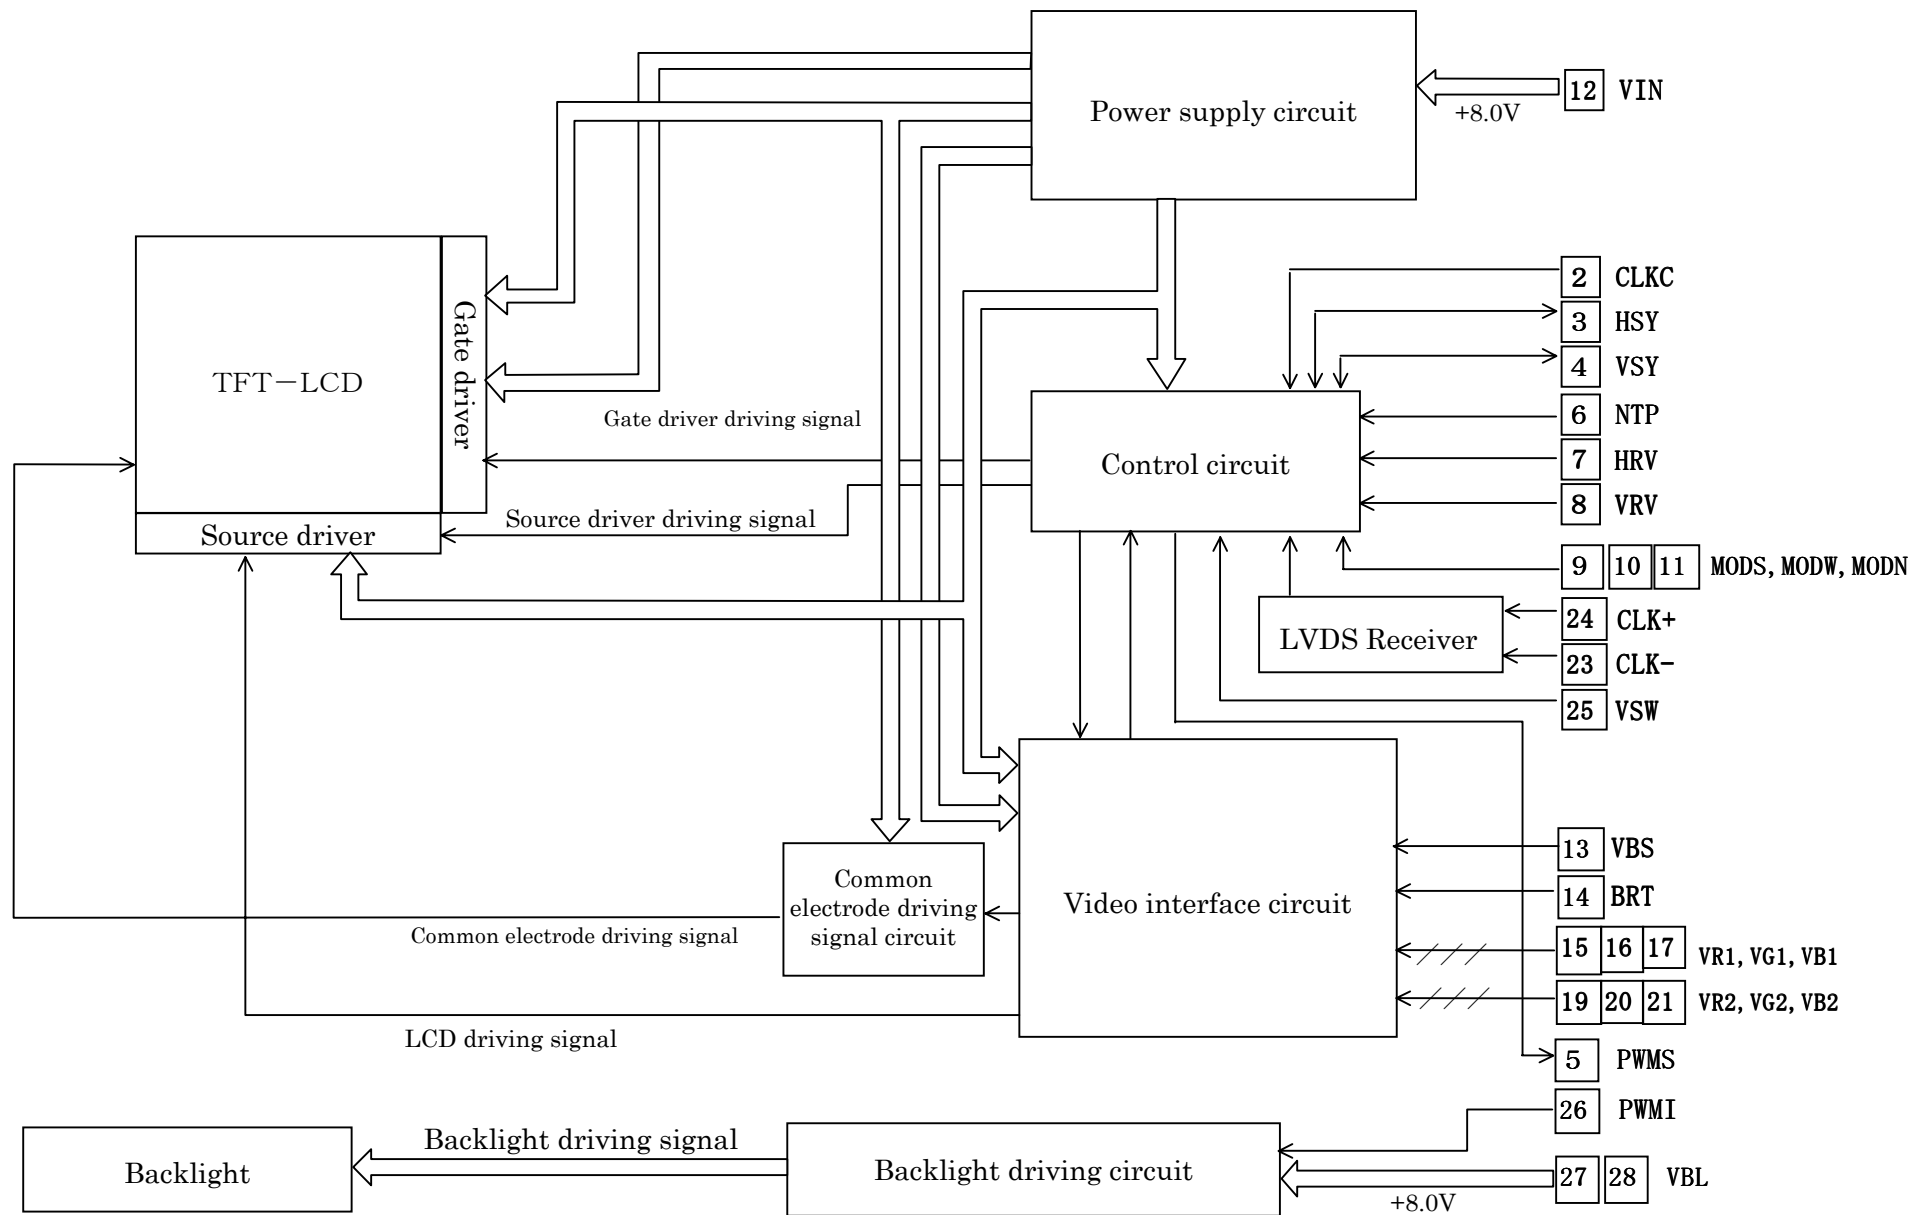 Power supply circuit
12 VIN
+8.0V
2 CLKC
3 HSY
4 VSY
TFT-LCD
Gate driver
Gate driver driving signal
6 NTP
Control circuit
7 HRV
8 VRV
Source driver
Source driver driving signal
9 10 11 MODS, MODW, MODN
LVDS Receiver
24 CLK+
23 CLK-
25 VSW
13 VBS
Common
electrode driving
signal circuit
Video interface circuit
14 BRT
Common electrode driving signal
15 16 17 VR1, VG1, VB1
19 20 21 VR2, VG2, VB2
LCD driving signal
5 PWMS
26 PWMI
Backlight
Backlight driving signal
Backlight driving circuit
27 28 VBL
+8.0V